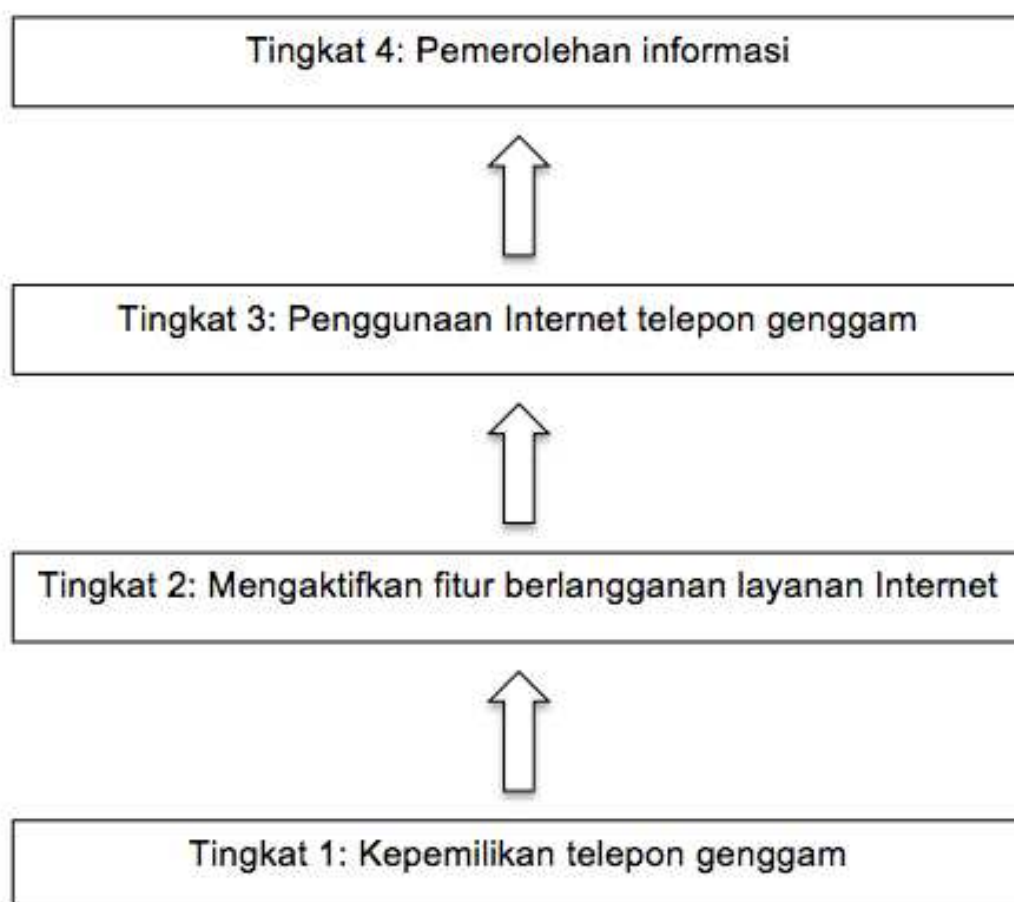 Tingkat 4: Pemerolehan informasi
Tingkat 3: Penggunaan Internet telepon genggam
Tingkat 2: Mengaktifkan fitur berlangganan layanan Internet
Tingkat 1: Kepemilikan telepon genggam